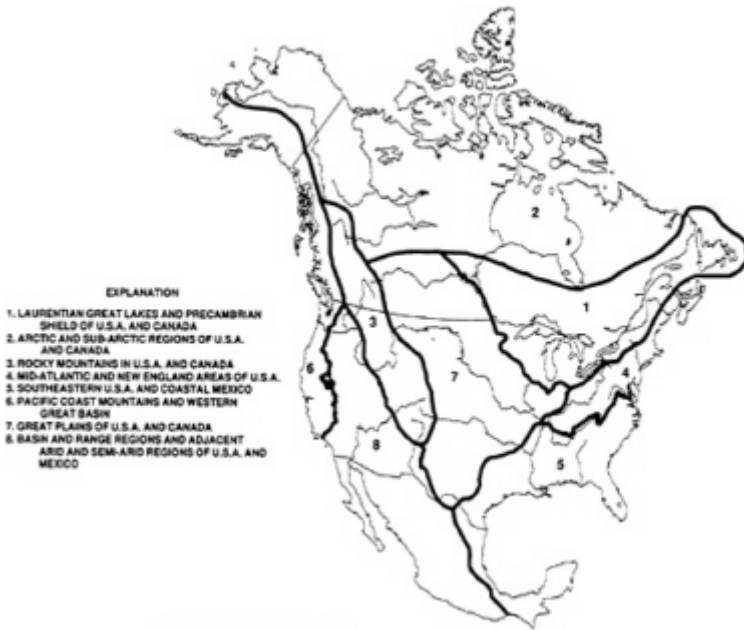 2
1
3
6
4
7
8
5
EXPLANATION
1. LAURENTIAN GREAT LAKES AND PRECAMBRIAN
SHIELD OF U.S.A. AND CANADA
2. ARCTIC AND SUB-ARCTIC REGIONS OF U.S.A.
AND CANADA
3. ROCKY MOUNTAINS IN U.S.A. AND CANADA
4. MID-ATLANTIC AND NEW ENGLAND AREAS OF U.S.A.
5. SOUTHEASTERN U.S.A. AND COASTAL MEXICO
6. PACIFIC COAST MOUNTAINS AND WESTERN
GREAT BASIN
7. GREAT PLAINS OF U.S.A. AND CANADA
8. BASIN AND RANGE REGIONS AND ADJACENT
ARID AND SEMI-ARID REGIONS OF U.S.A. AND
MEXICO